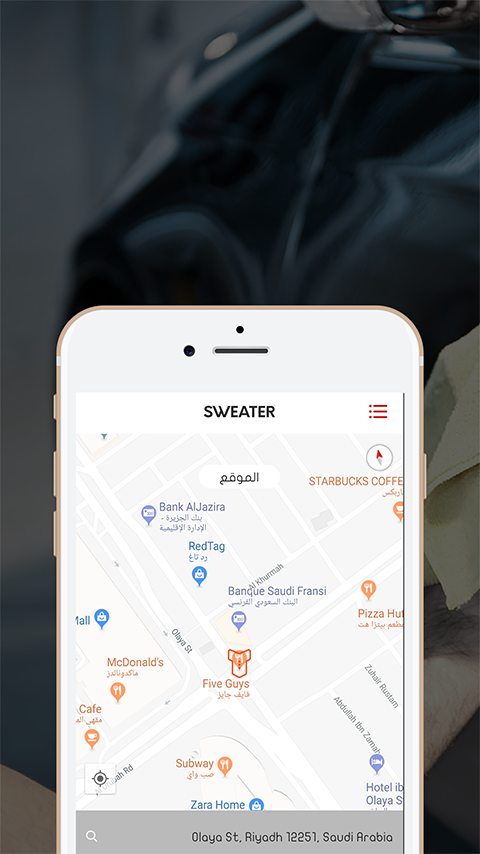 SWEATER
الموقع
STARBUCKS COFFE
ستاربكس
Bank AlJazira
بنك الجزيرة -
الإدارة الإقليمية
RedTag
رد تاغ
Al Khurmah
Banque Saudi Fransi
البنك السعودي الفرنسي
Pizza Hut
مطعم بيتزا هت
Mall
Olaya St
McDonald's
ماكدونالدز
Five Guys
فايف جايز
Zuhair Rustam
Abdullah Ibn Zamah
Cafe
مقهى الم
Subway
صب واي
Hotel ib
Olaya S
Zara Home
Olaya St, Riyadh 12251, Saudi Arabia